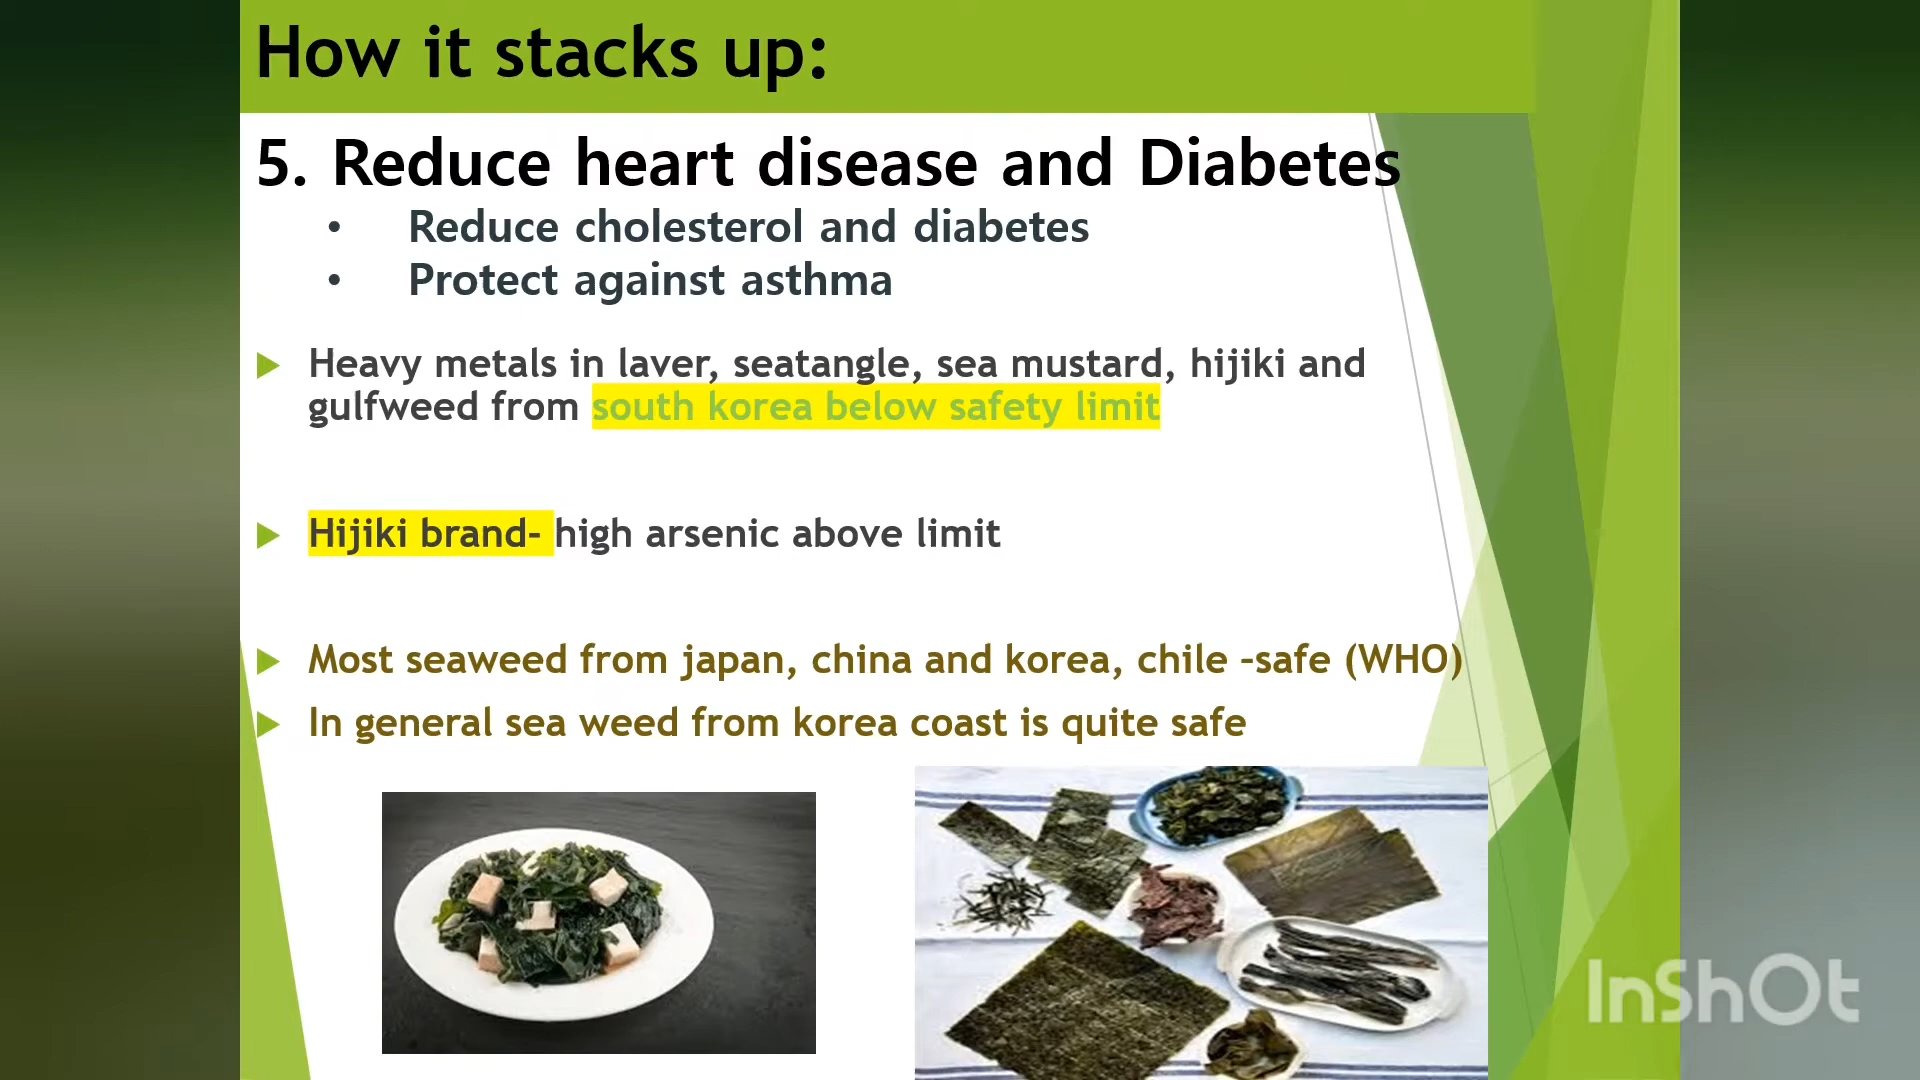 How it stacks up:
5. Reduce heart disease and Diabetes
• Reduce cholesterol and diabetes
• Protect against asthma
Heavy metals in laver, seatangle, sea mustard, hijiki and
gulfweed from south korea below safety limit
Hijiki brand- high arsenic above limit
Most seaweed from japan, china and korea, chile –safe (WHO)
In general sea weed from korea coast is quite safe
InShOt